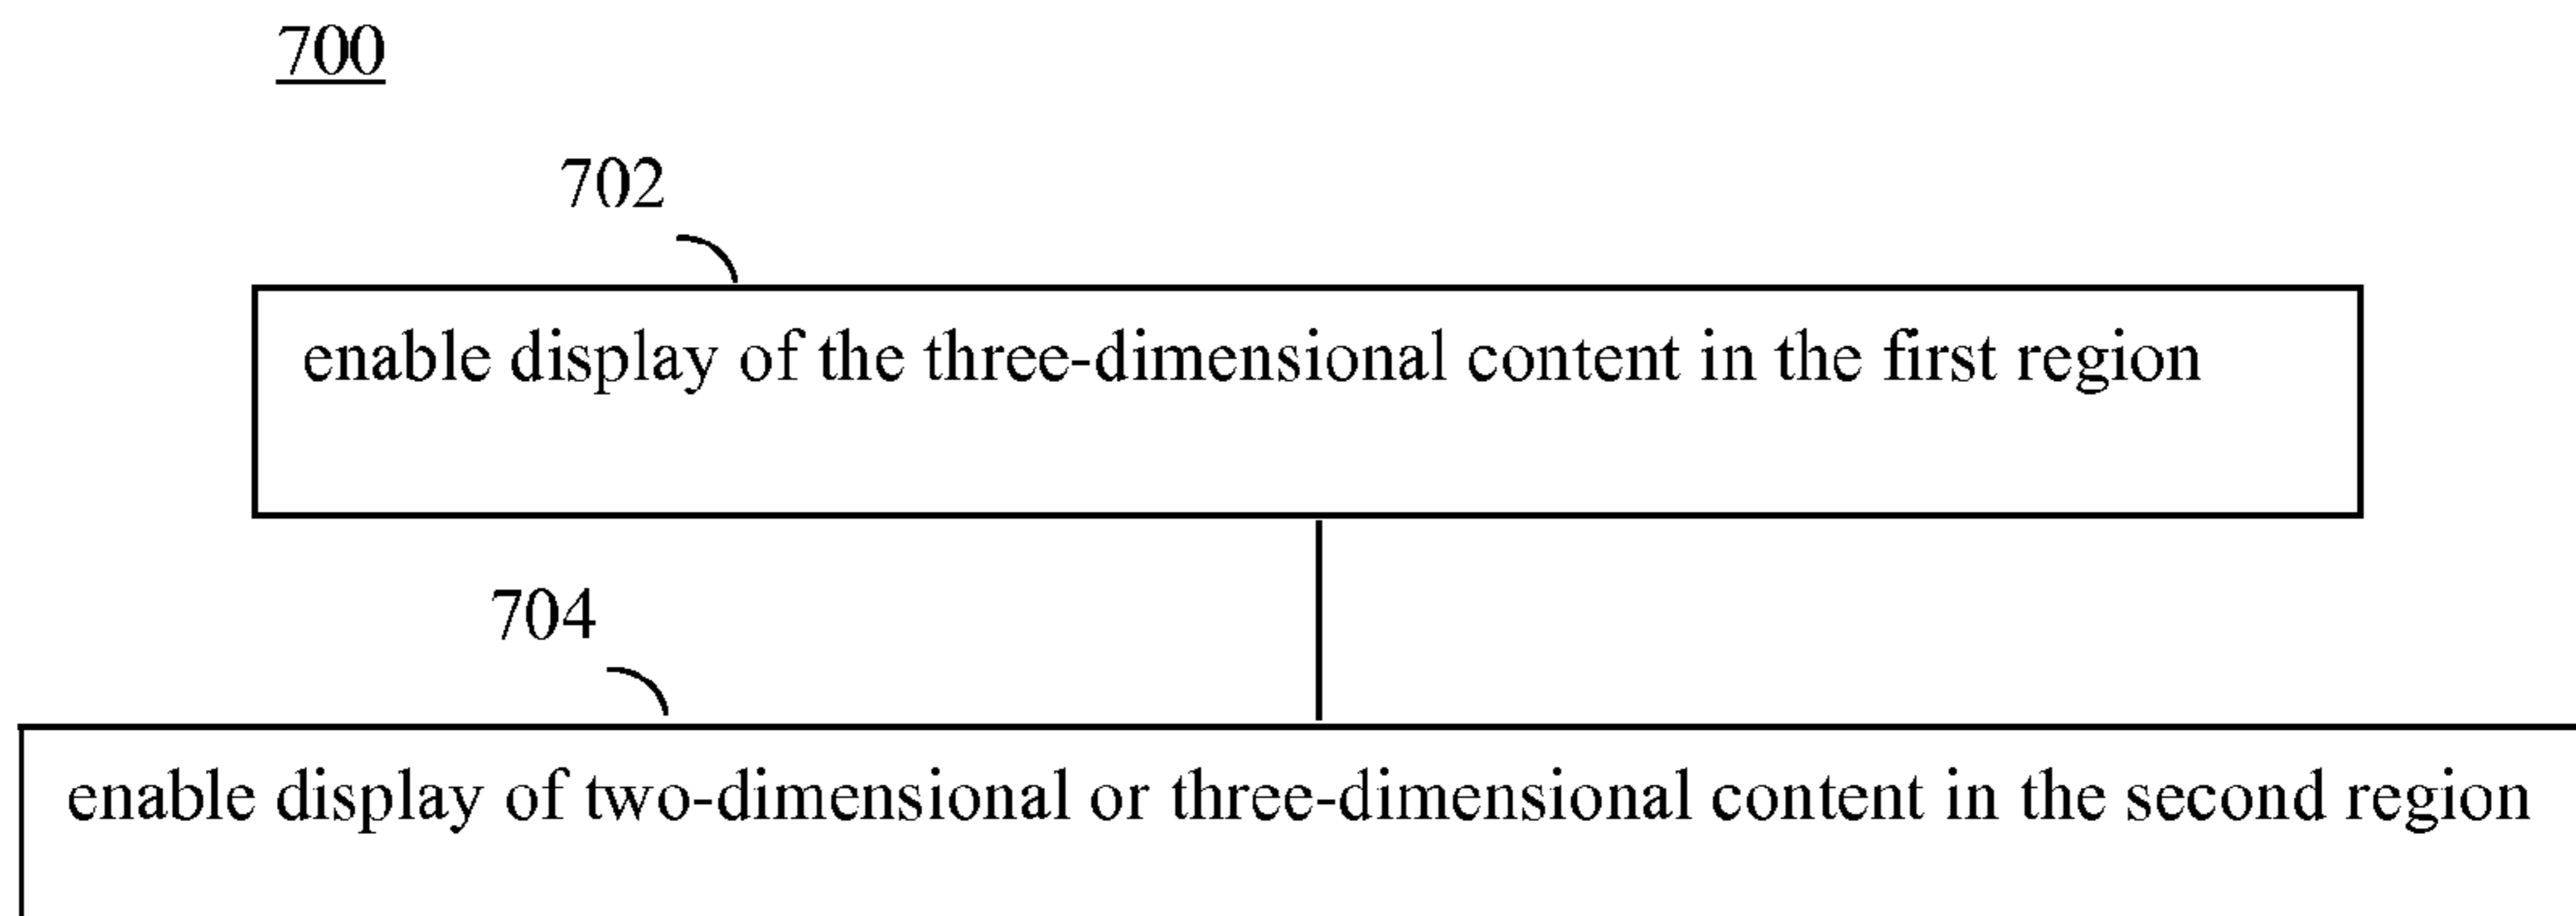 700
702
enable display of the three-dimensional content in the first region
704
enable display of two-dimensional or three-dimensional content in the second region